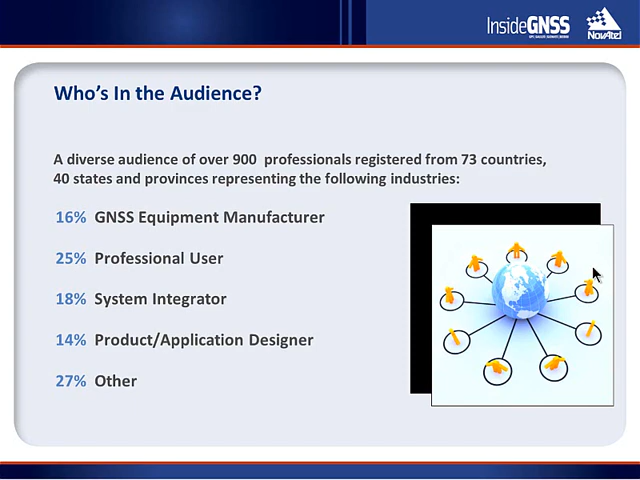 InsideGNSS
NovAtel
Who's In the Audience?
A diverse audience of over 900 professionals registered from 73 countries,
40 states and provinces representing the following industries:
16% GNSS Equipment Manufacturer
25% Professional User
18% System Integrator
14% Product/Application Designer
27% Other